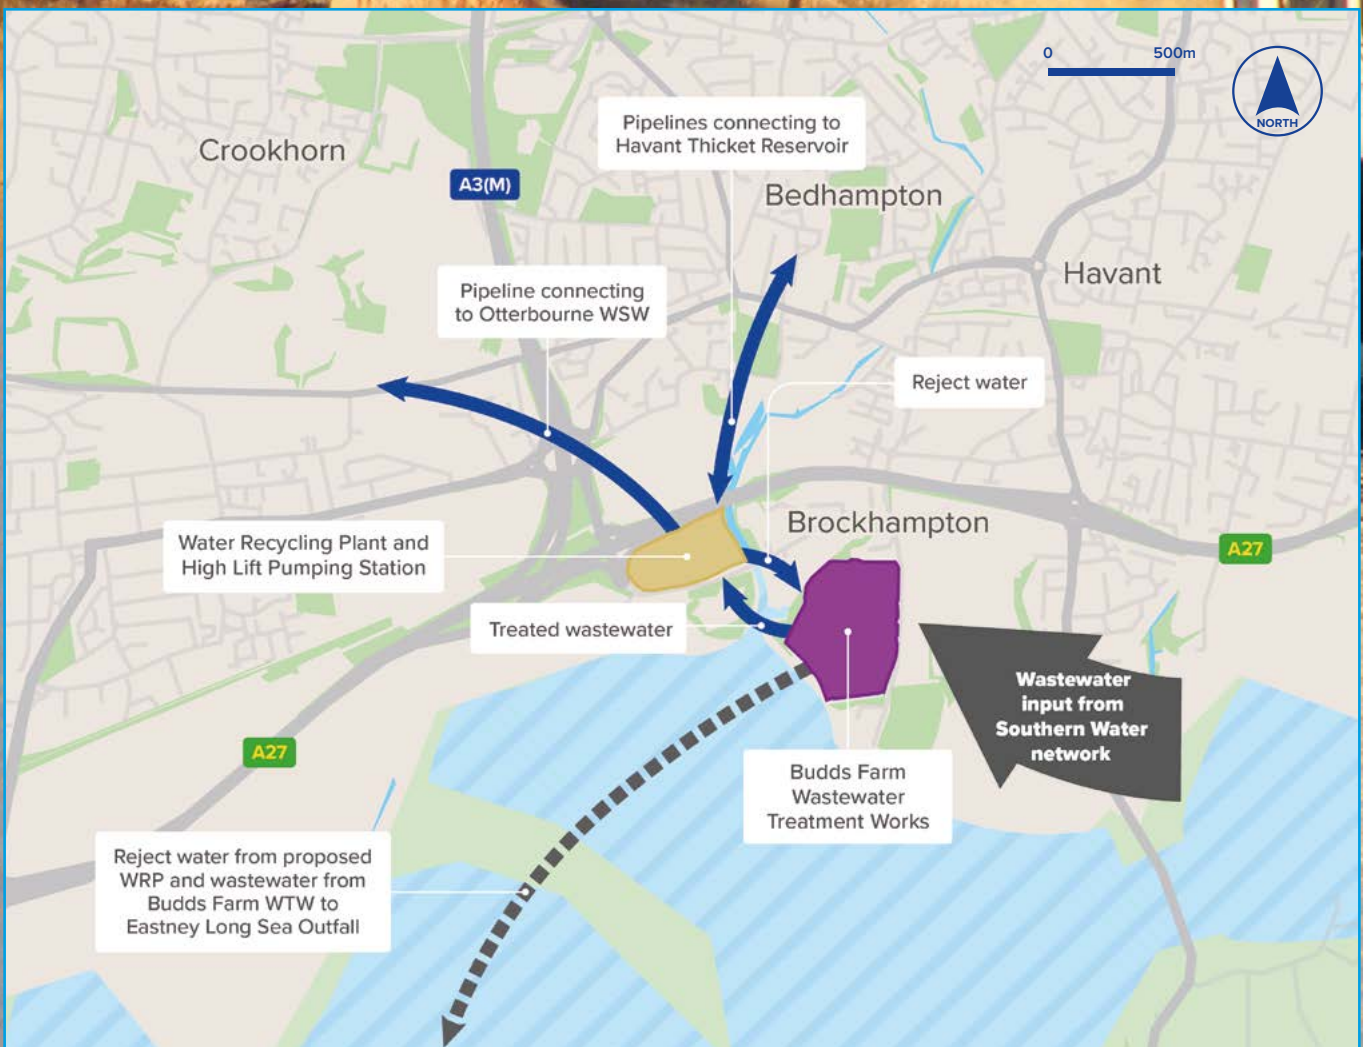 0 500m
NORTH
Pipelines connecting to
Havant Thicket Reservoir
Crookhorn
A3(M)
Bedhampton
Havant
Pipeline connecting
to Otterbourne WSW
Reject water
Brockhampton
Water Recycling Plant and
High Lift Pumping Station
A27
Treated wastewater
Wastewater
input from
Southern Water
network
A27
Budds Farm
Wastewater
Treatment Works
Reject water from proposed
WRP and wastewater from
Budds Farm WTW to
Eastney Long Sea Outfall